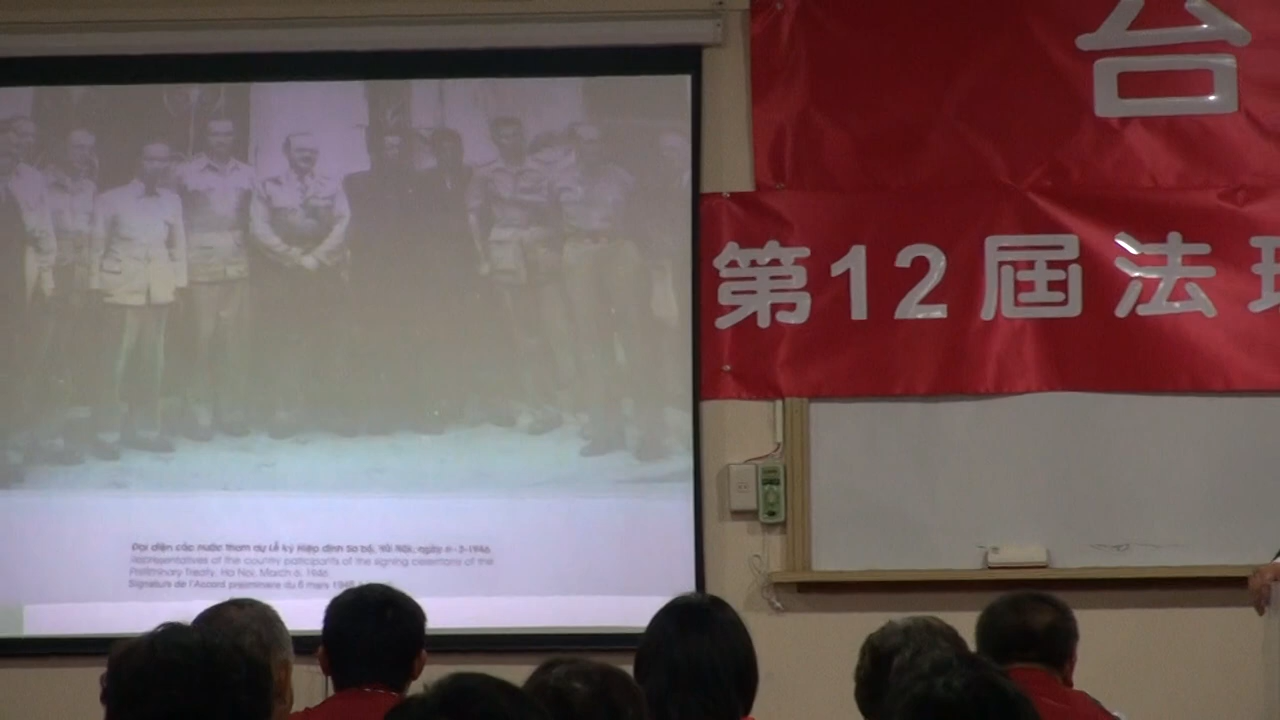 台
第12屆法
Đại diện các nước tham dự Lễ ký Hiệp định Sơ bộ, Hà Nội, ngày 6-3-1946
Representatives of the country participants of the signing ceremony of the
Preliminary Treaty. Ha Noi, March 6, 1946
Signature de l'Accord préliminaire du 6 mars 1946